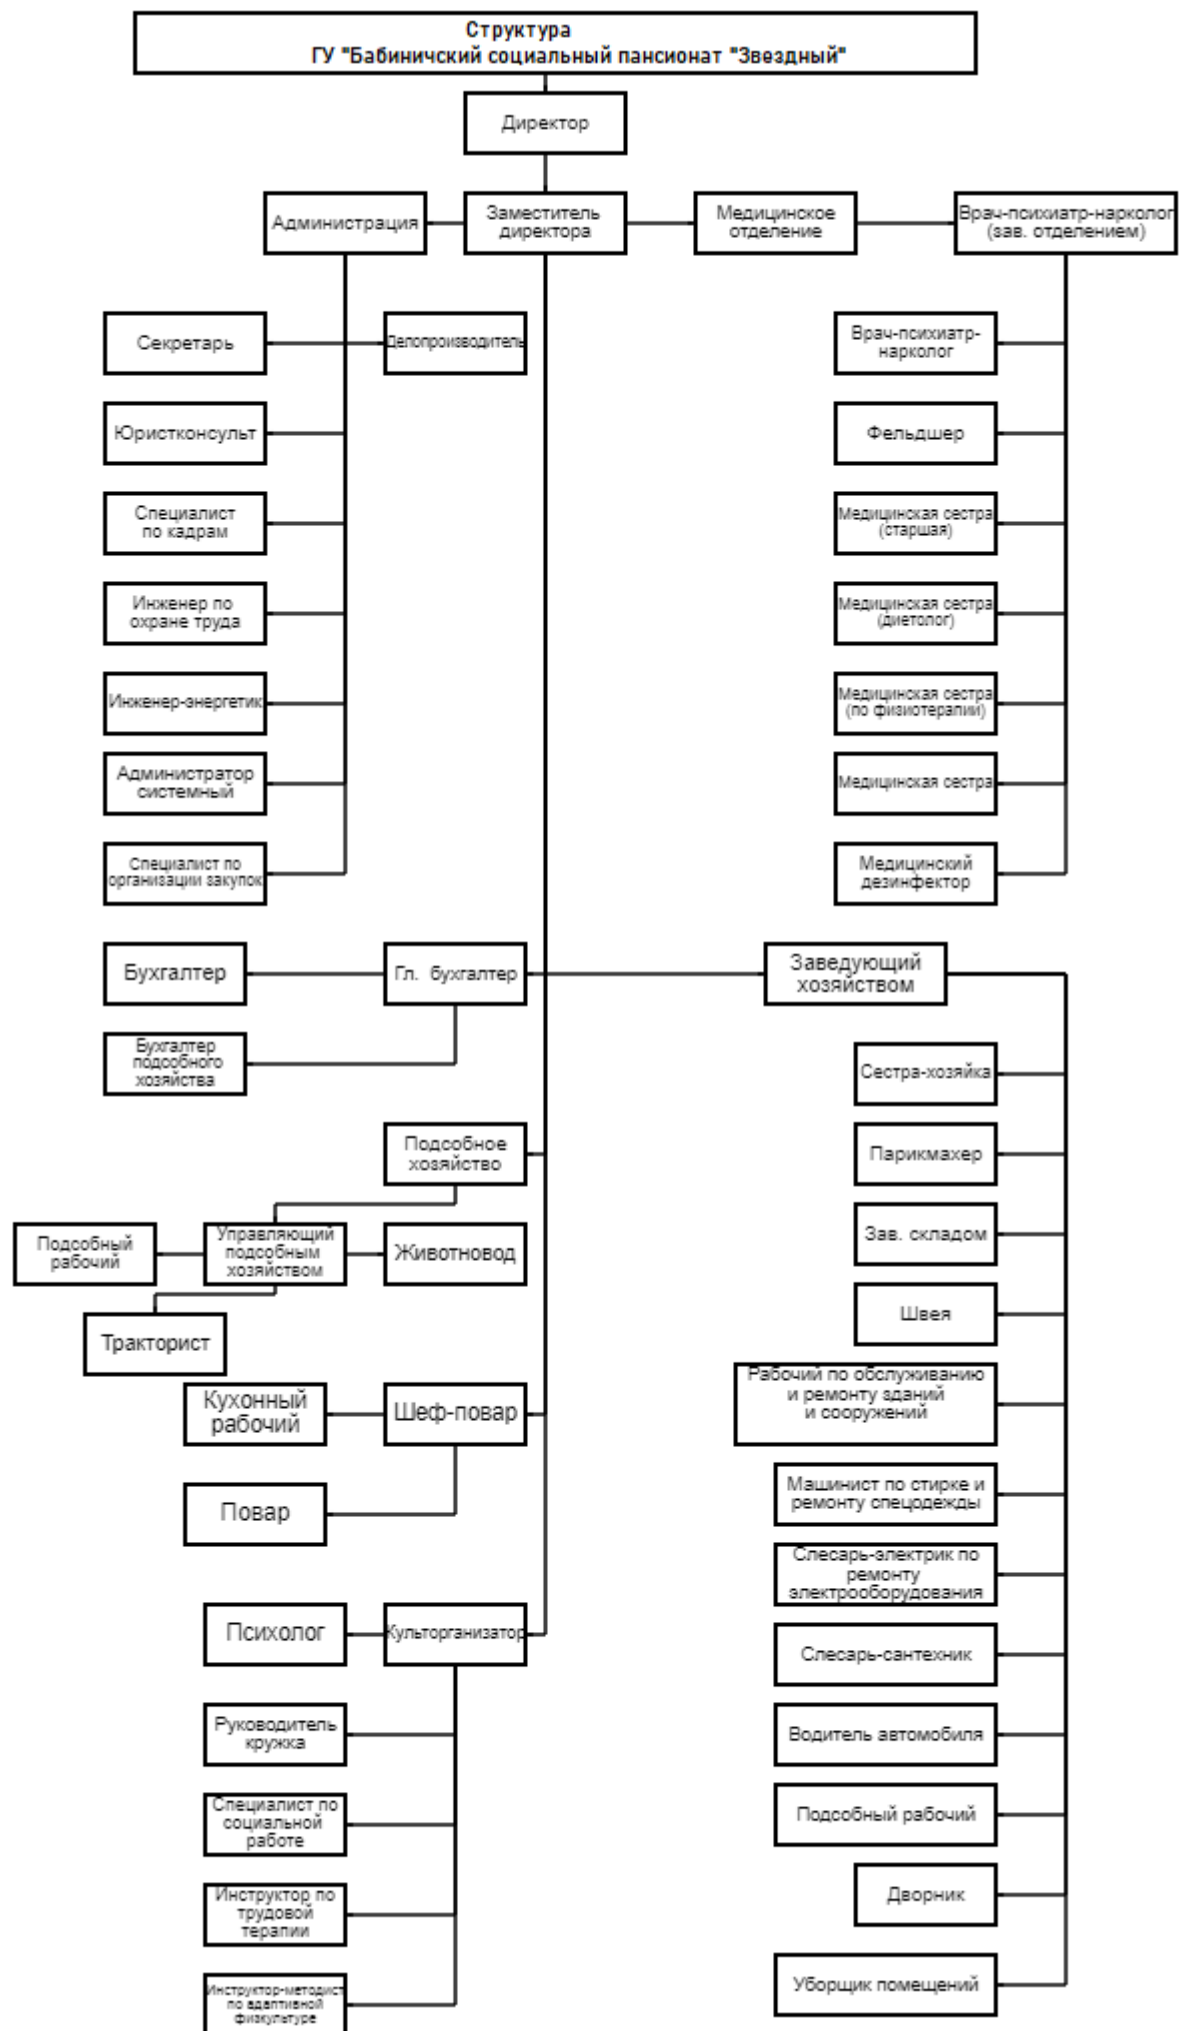 Структура
ГУ "Бабиничский социальный пансионат "Звездный"
Директор
Администрация
Заместитель
директора
Медицинское
отделение
Врач-психиатр-нарколог
(зав. отделением)
Секретарь
Делопроизводитель
Врач-психиатр-
нарколог
Юристконсульт
Фельдшер
Специалист
по кадрам
Медицинская сестра
(старшая)
Инженер по
охране труда
Медицинская сестра
(диетолог)
Инженер-энергетик
Медицинская сестра
(по физиотерапии)
Администратор
системный
Медицинская сестра
Специалист по
организации закупок
Медицинский
дезинфектор
Бухгалтер
Гл. бухгалтер
Заведующий
хозяйством
Бухгалтер
подсобного
хозяйства
Сестра-хозяйка
Подсобное
хозяйство
Парикмахер
Подсобный
рабочий
Управляющий
подсобным
хозяйством
Животновод
Зав. складом
Тракторист
Швея
Кухонный
рабочий
Шеф-повар
Рабочий по обслуживанию
и ремонту зданий
и сооружений
Повар
Машинист по стирке и
ремонту спецодежды
Слесарь-электрик по
ремонту
электрооборудования
Психолог
Культорганизатор
Слесарь-сантехник
Руководитель
кружка
Водитель автомобиля
Специалист по
социальной
работе
Подсобный рабочий
Инструктор по
трудовой
терапии
Дворник
Инструктор-методист
по адаптивной
физкультуре
Уборщик помещений